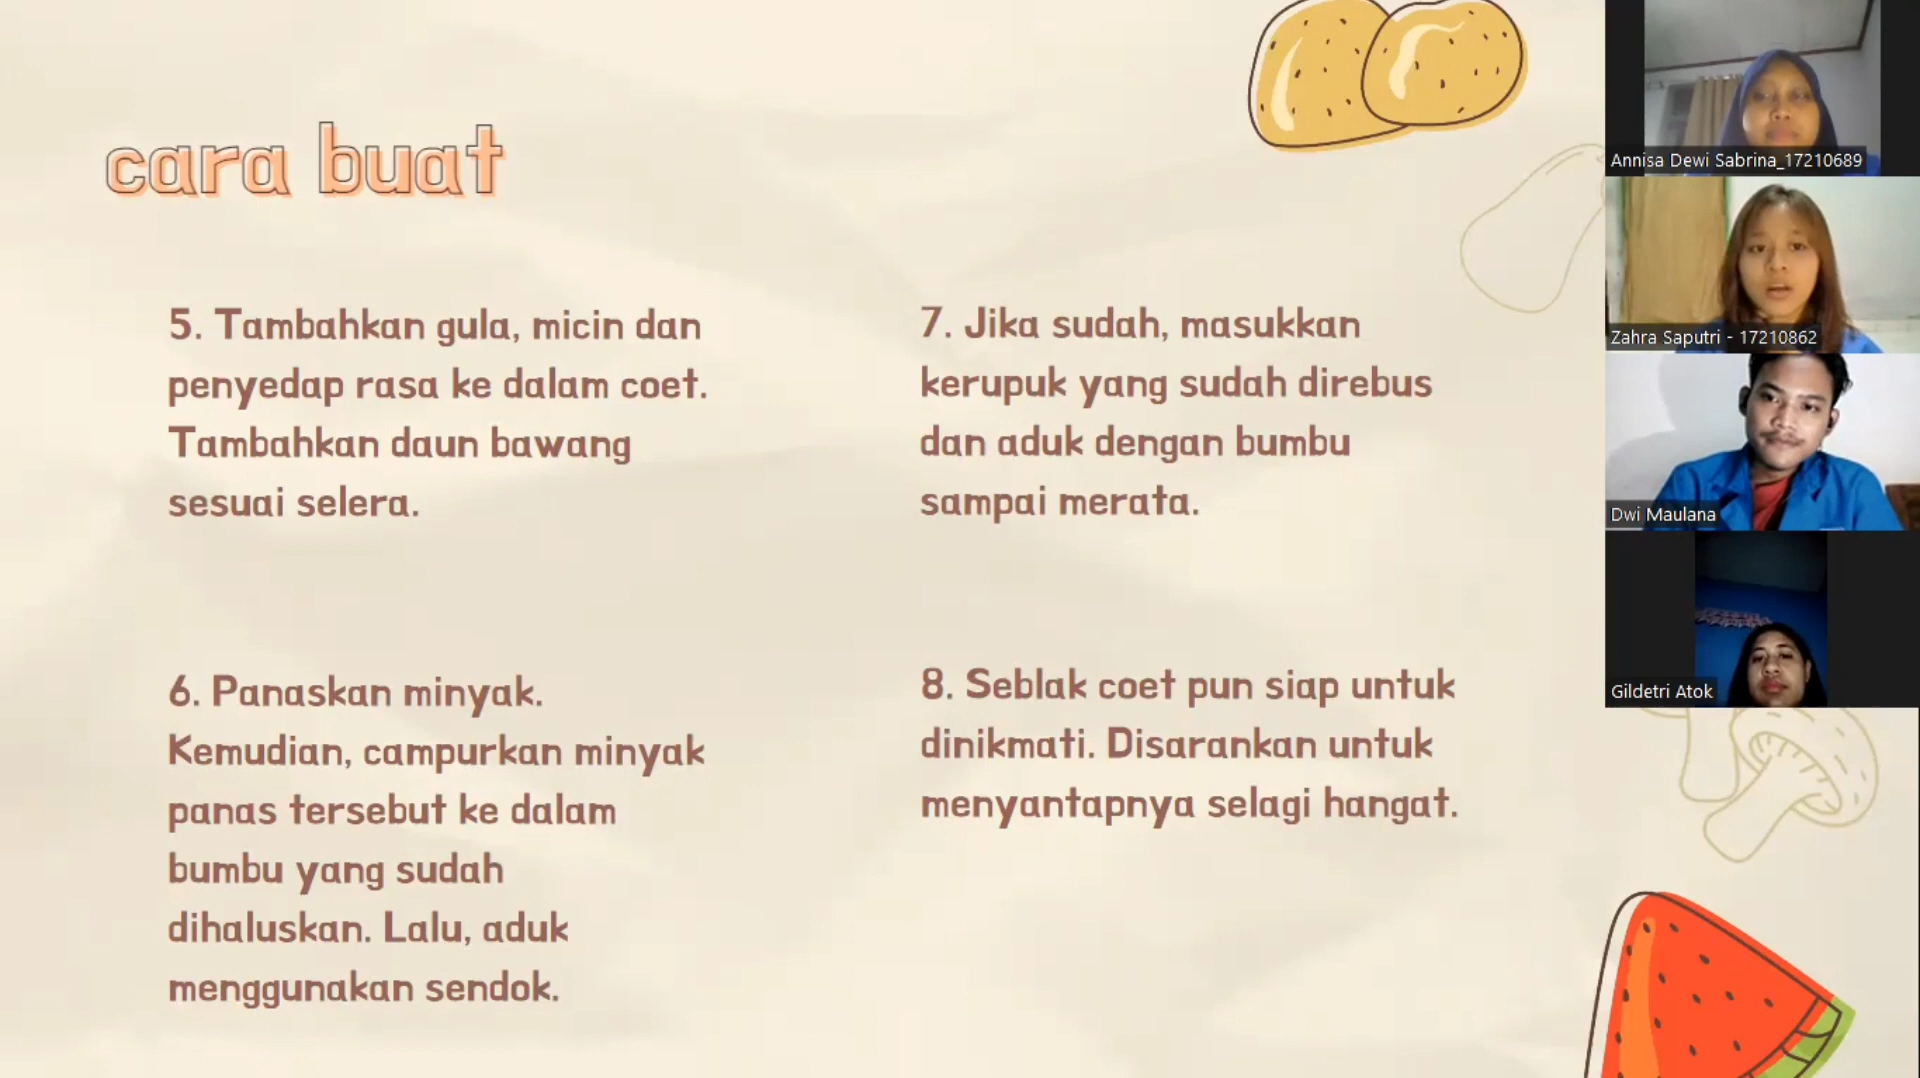 cara buat
5. Tambahkan gula, micin dan
penyedap rasa ke dalam coet.
Tambahkan daun bawang
sesuai selera.
6. Panaskan minyak.
Kemudian, campurkan minyak
panas tersebut ke dalam
bumbu yang sudah
dihaluskan. Lalu, aduk
menggunakan sendok.
7. Jika sudah, masukkan
kerupuk yang sudah direbus
dan aduk dengan bumbu
sampai merata.
8. Seblak coet pun siap untuk
dinikmati. Disarankan untuk
menyantapnya selagi hangat.
Annisa Dewi Sabrina_17210689
Zahra Saputri - 17210862
Dwi Maulana
Gildetri Atok